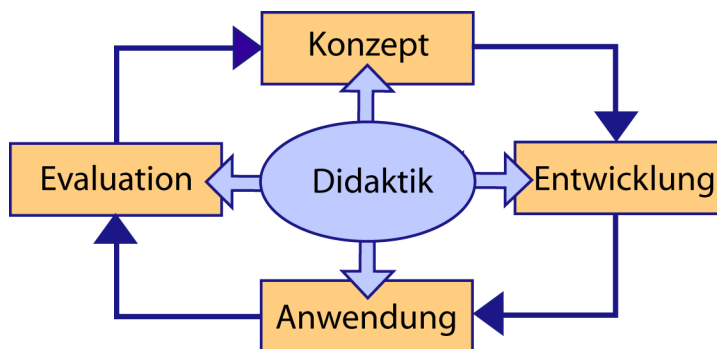 Konzept
Evaluation
Didaktik
Entwicklung
Anwendung